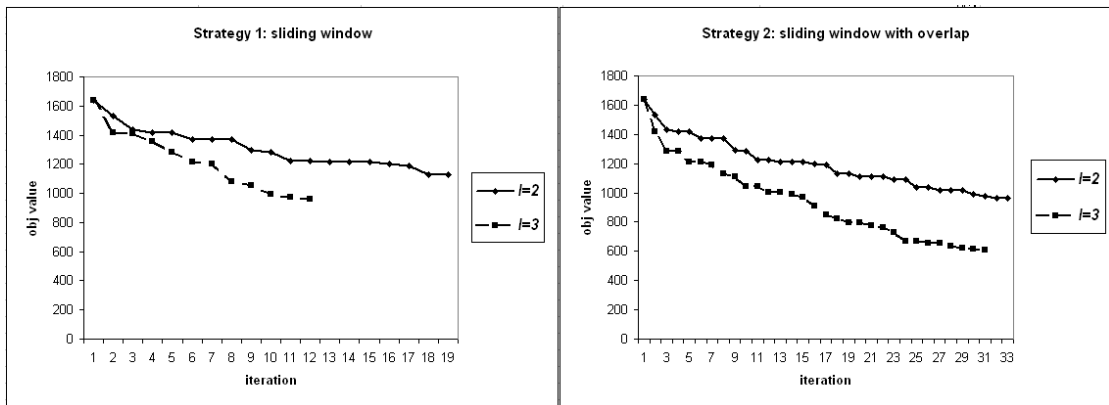 Strategy 1: sliding window
1800
1600
1400
1200
1000
800
600
400
200
0
obj value
1 2 3 4 5 6 7 8 9 10 11 12 13 14 15 16 17 18 19
iteration
l=2
l=3
Strategy 2: sliding window with overlap
1800
1600
1400
1200
1000
800
600
400
200
0
obj value
1 3 5 7 9 11 13 15 17 19 21 23 25 27 29 31 33
iteration
l=2
l=3